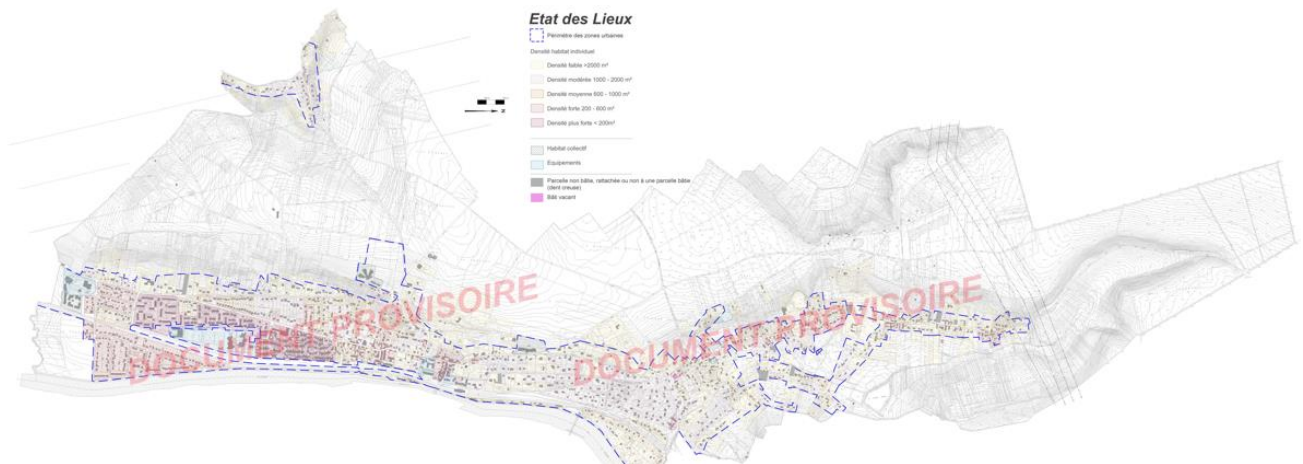 Etat des Lieux
Périmètre des zones urbaines
Densité habitat individuel
Densité faible >2000 m²
Densité modérée 1000 - 2000 m²
Densité moyenne 600 - 1000 m²
Densité forte 200 - 600 m²
Densité plus forte < 200m²
Habitat collectif
Equipements
Parcelle non bâtie, rattachée ou non à une parcelle bâtie
(dent creuse)
Bâti vacant
DOCUMENT PROVISOIRE
DOCUMENT PROVISOIRE